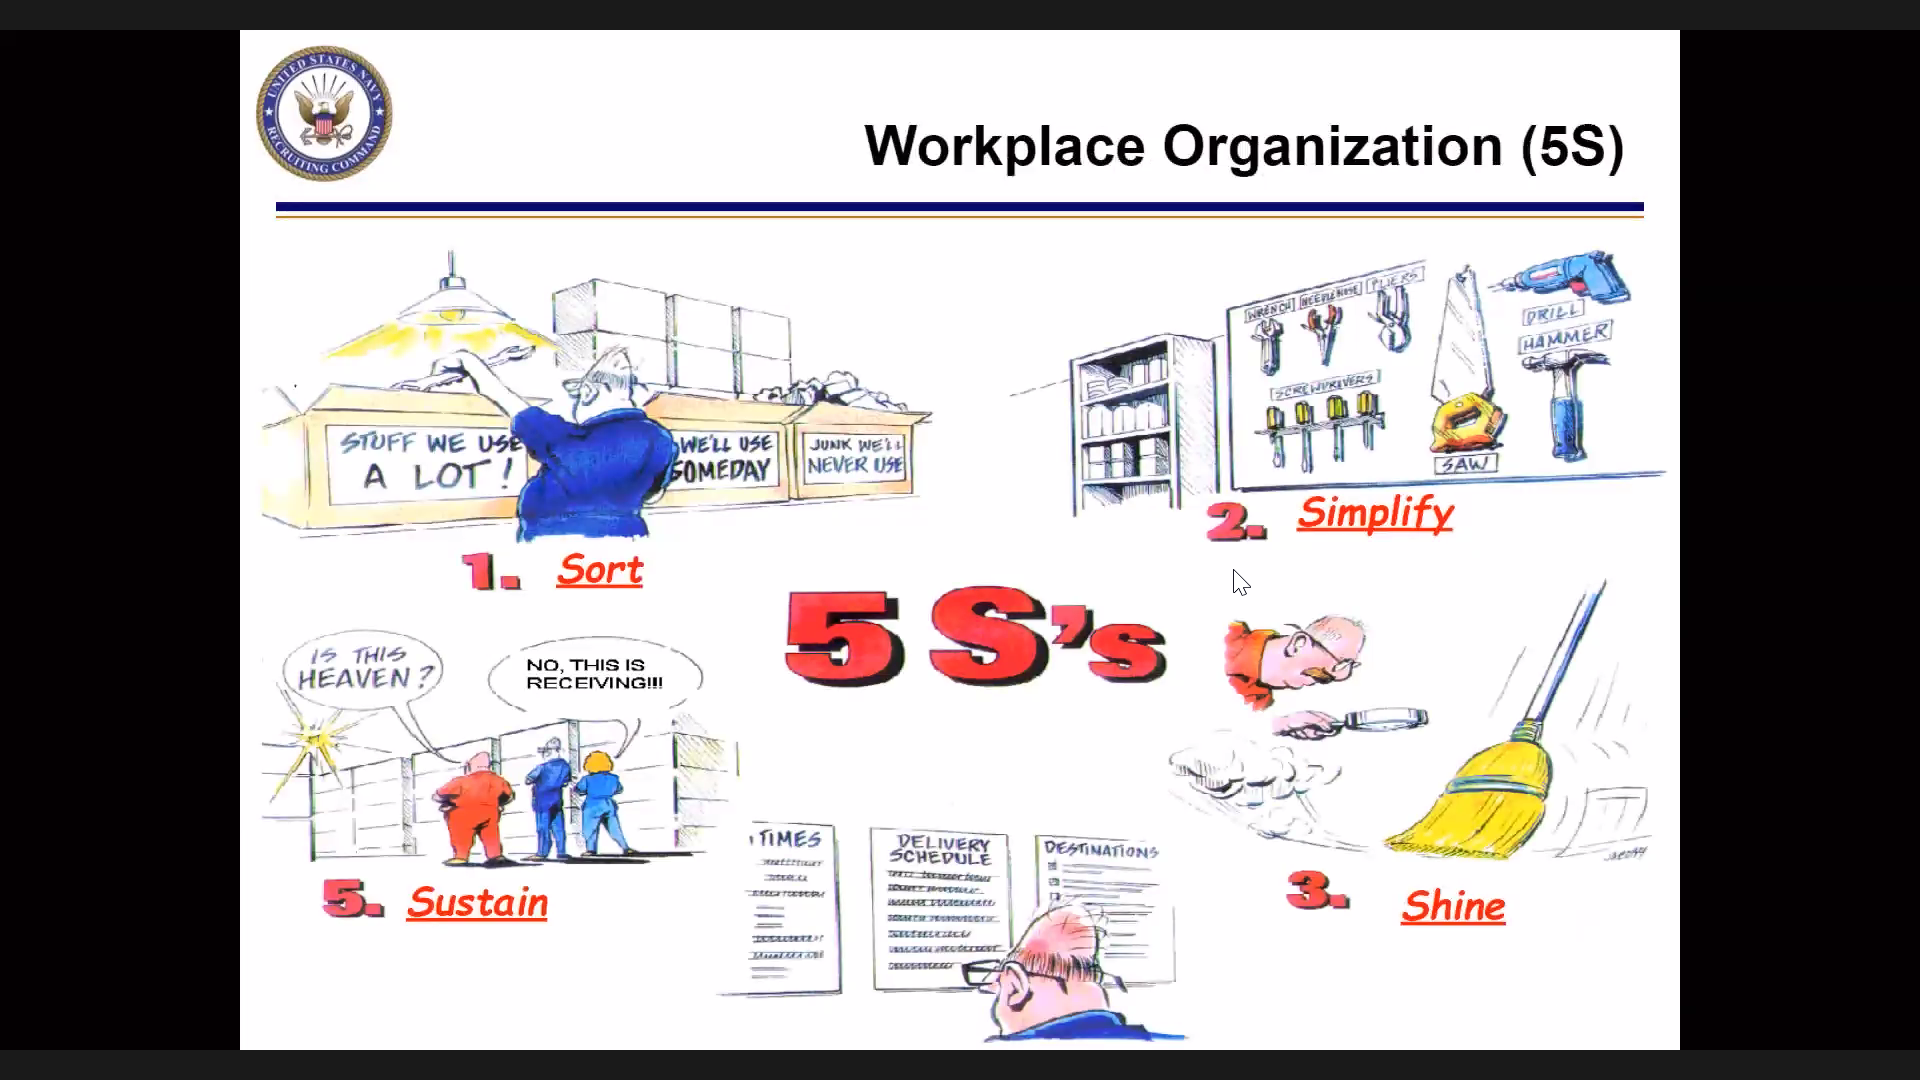 UNITED STATES NAVY
RECRUITING COMMAND
Workplace Organization (5S)
STUFF WE USE
A LOT!
WE'LL USE
SOMEDAY
JUNK WE'LL
NEVER USE
1. Sort
WRENCH
NEEDLENOSE
PLIERS
SCREWDRIVERS
SAW
DRILL
HAMMER
2. Simplify
5 S's
IS THIS
HEAVEN?
NO, THIS IS
RECEIVING!!!
5. Sustain
TIMES
DELIVERY
SCHEDULE
DESTINATIONS
3. Shine